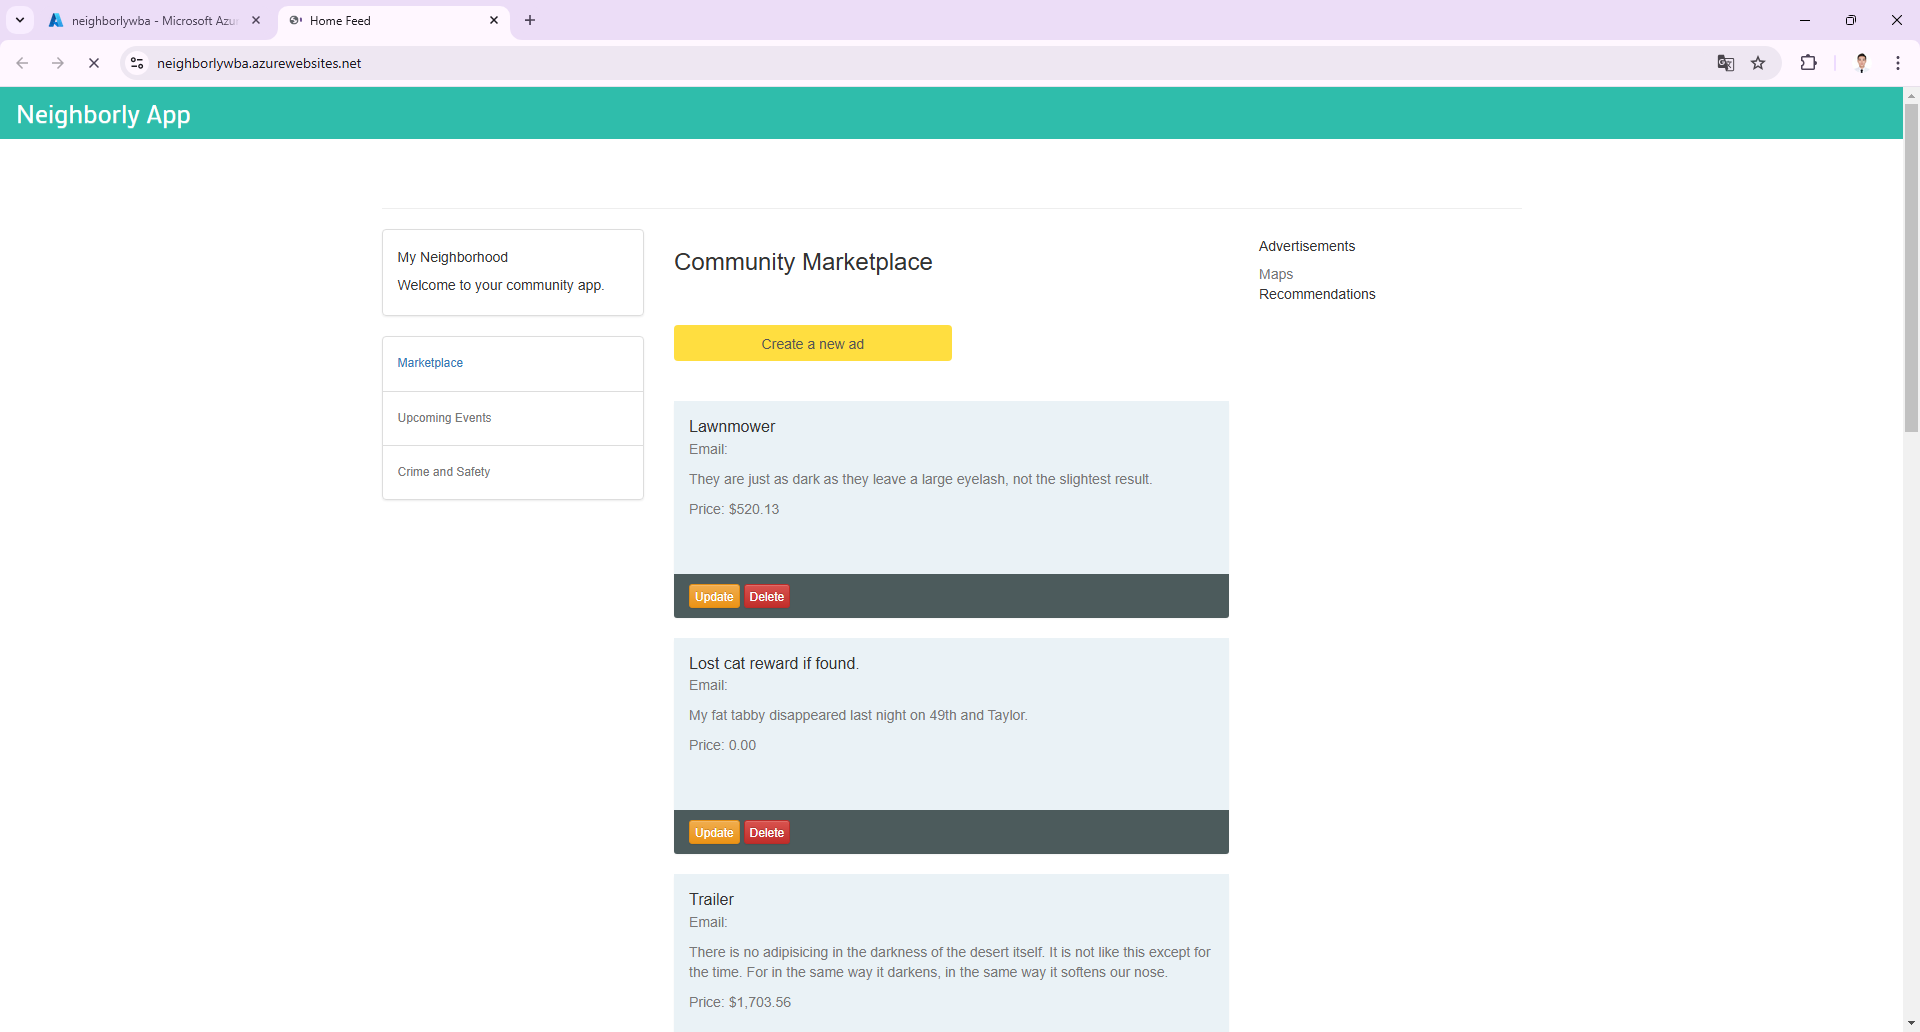 neighborlywba - Microsoft Azu
Home Feed
neighborlywba.azurewebsites.net
Neighborly App
My Neighborhood
Welcome to your community app.
Marketplace
Upcoming Events
Crime and Safety
Community Marketplace
Create a new ad
Lawnmower
Email:
They are just as dark as they leave a large eyelash, not the slightest result.
Price: $520.13
Update Delete
Lost cat reward if found.
Email:
My fat tabby disappeared last night on 49th and Taylor.
Price: 0.00
Update Delete
Trailer
Email:
There is no adipisicing in the darkness of the desert itself. It is not like this except for
the time. For in the same way it darkens, in the same way it softens our nose.
Price: $1,703.56
Advertisements
Maps
Recommendations